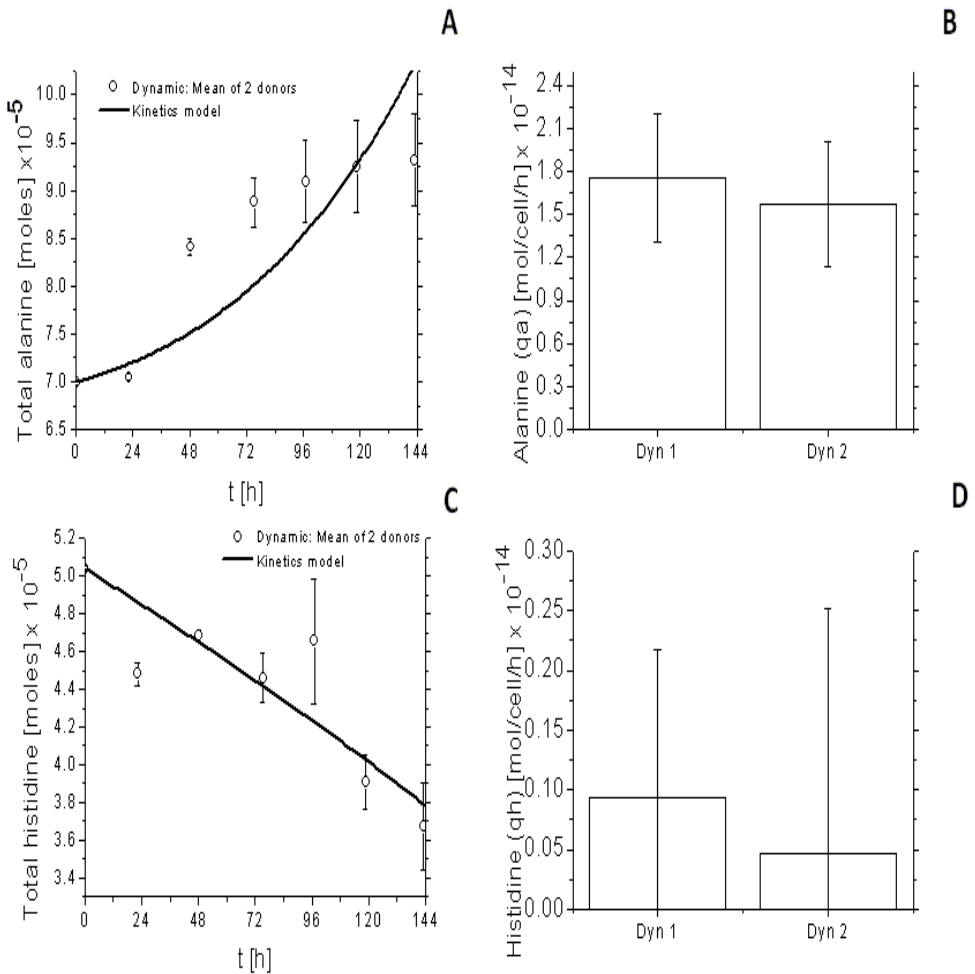 A
Total alanine [moles] ×10⁻⁵
Dynamic: Mean of 2 donors
Kinetics model
10.0
9.5
9.0
8.5
8.0
7.5
7.0
6.5
0 24 48 72 96 120 144
t [h]
B
Alanine (qa) [mol/cell/h] × 10⁻¹⁴
2.4
2.1
1.8
1.5
1.2
0.9
0.6
0.3
0.0
Dyn 1 Dyn 2
C
Total histidine [moles] × 10⁻⁵
Dynamic: Mean of 2 donors
Kinetics model
5.2
5.0
4.8
4.6
4.4
4.2
4.0
3.8
3.6
3.4
0 24 48 72 96 120 144
t [h]
D
Histidine (qh) [mol/cell/h] × 10⁻¹⁴
0.30
0.25
0.20
0.15
0.10
0.05
0.00
Dyn 1 Dyn 2